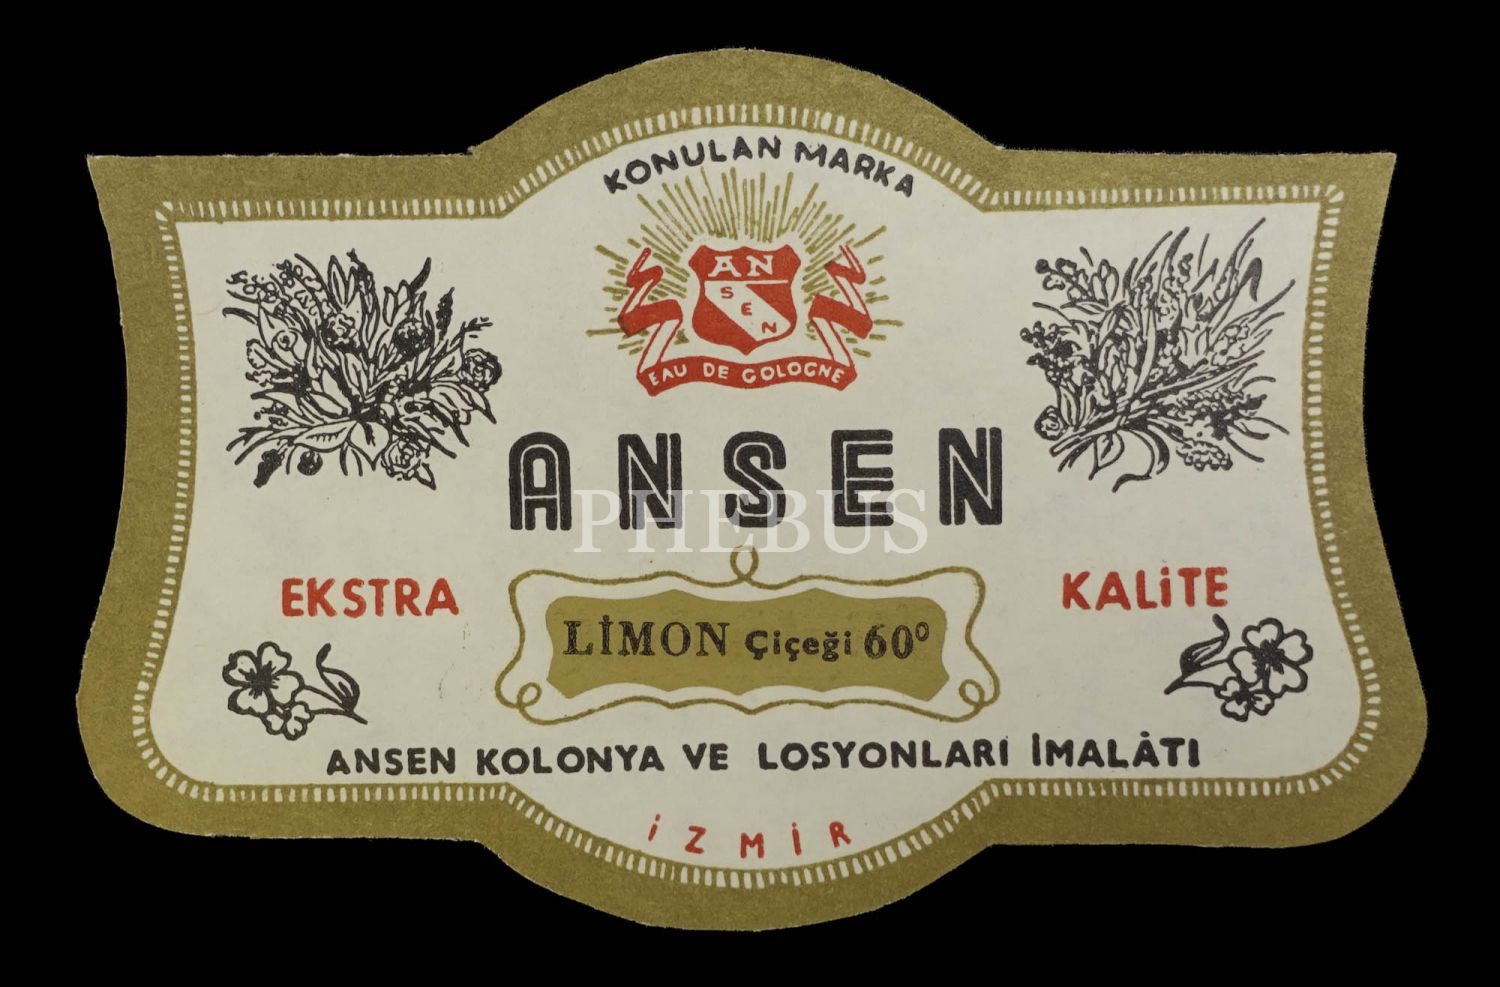 KONULAN MARKA
AN
SEN
EAU DE COLOGNE
ANSEN
PHEBUS
EKSTRA KALİTE
LİMON Çiçeği 60⁰
ANSEN KOLONYA VE LOSYONLARI İMALÂTI
İZMİR